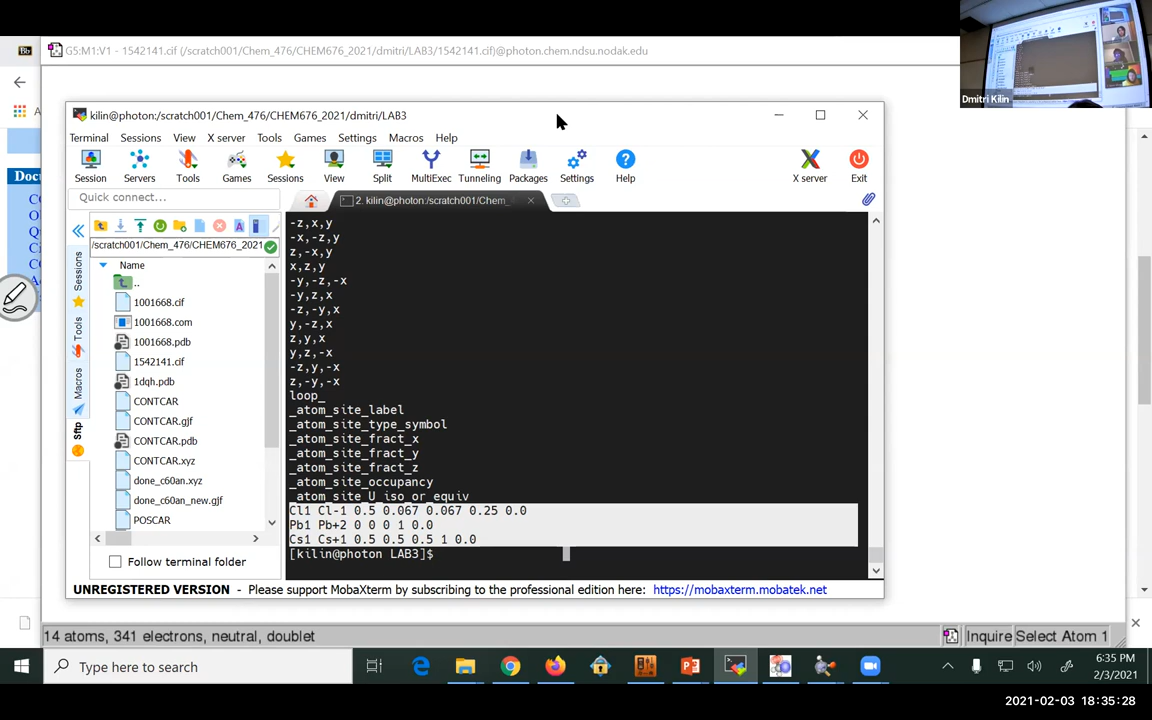 G5:M1:V1 - 1542141.cif (/scratch001/Chem_476/CHEM676_2021/dmitri/LAB3/1542141.cif)@photon.chem.ndsu.nodak.edu
Dmitri Kilin
kilin@photon:/scratch001/Chem_476/CHEM676_2021/dmitri/LAB3
Terminal Sessions View X server Tools Games Settings Macros Help
Session Servers Tools Games Sessions View Split MultiExec Tunneling Packages Settings Help X server Exit
Quick connect...
2. kilin@photon:/scratch001/Chem_
/scratch001/Chem_476/CHEM676_2021
Name
..
1001668.cif
1001668.com
1001668.pdb
1542141.cif
1dqh.pdb
CONTCAR
CONTCAR.gjf
CONTCAR.pdb
CONTCAR.xyz
done_c60an.xyz
done_c60an_new.gjf
POSCAR
Sessions
Tools
Macros
Sftp
-z,x,y
-x,-z,y
z,-x,y
x,z,y
-y,-z,-x
-y,z,x
-z,-y,x
y,-z,x
z,y,x
y,z,-x
-z,y,-x
z,-y,-x
loop_
_atom_site_label
_atom_site_type_symbol
_atom_site_fract_x
_atom_site_fract_y
_atom_site_fract_z
_atom_site_occupancy
_atom_site_U_iso_or_equiv
Cl1 Cl-1 0.5 0.067 0.067 0.25 0.0
Pb1 Pb+2 0 0 0 1 0.0
Cs1 Cs+1 0.5 0.5 0.5 1 0.0
[kilin@photon LAB3]$
Follow terminal folder
UNREGISTERED VERSION - Please support MobaXterm by subscribing to the professional edition here: https://mobaxterm.mobatek.net
Bb
Docu
14 atoms, 341 electrons, neutral, doublet
Inquire Select Atom 1
Type here to search
6:35 PM
2/3/2021
2021-02-03 18:35:28